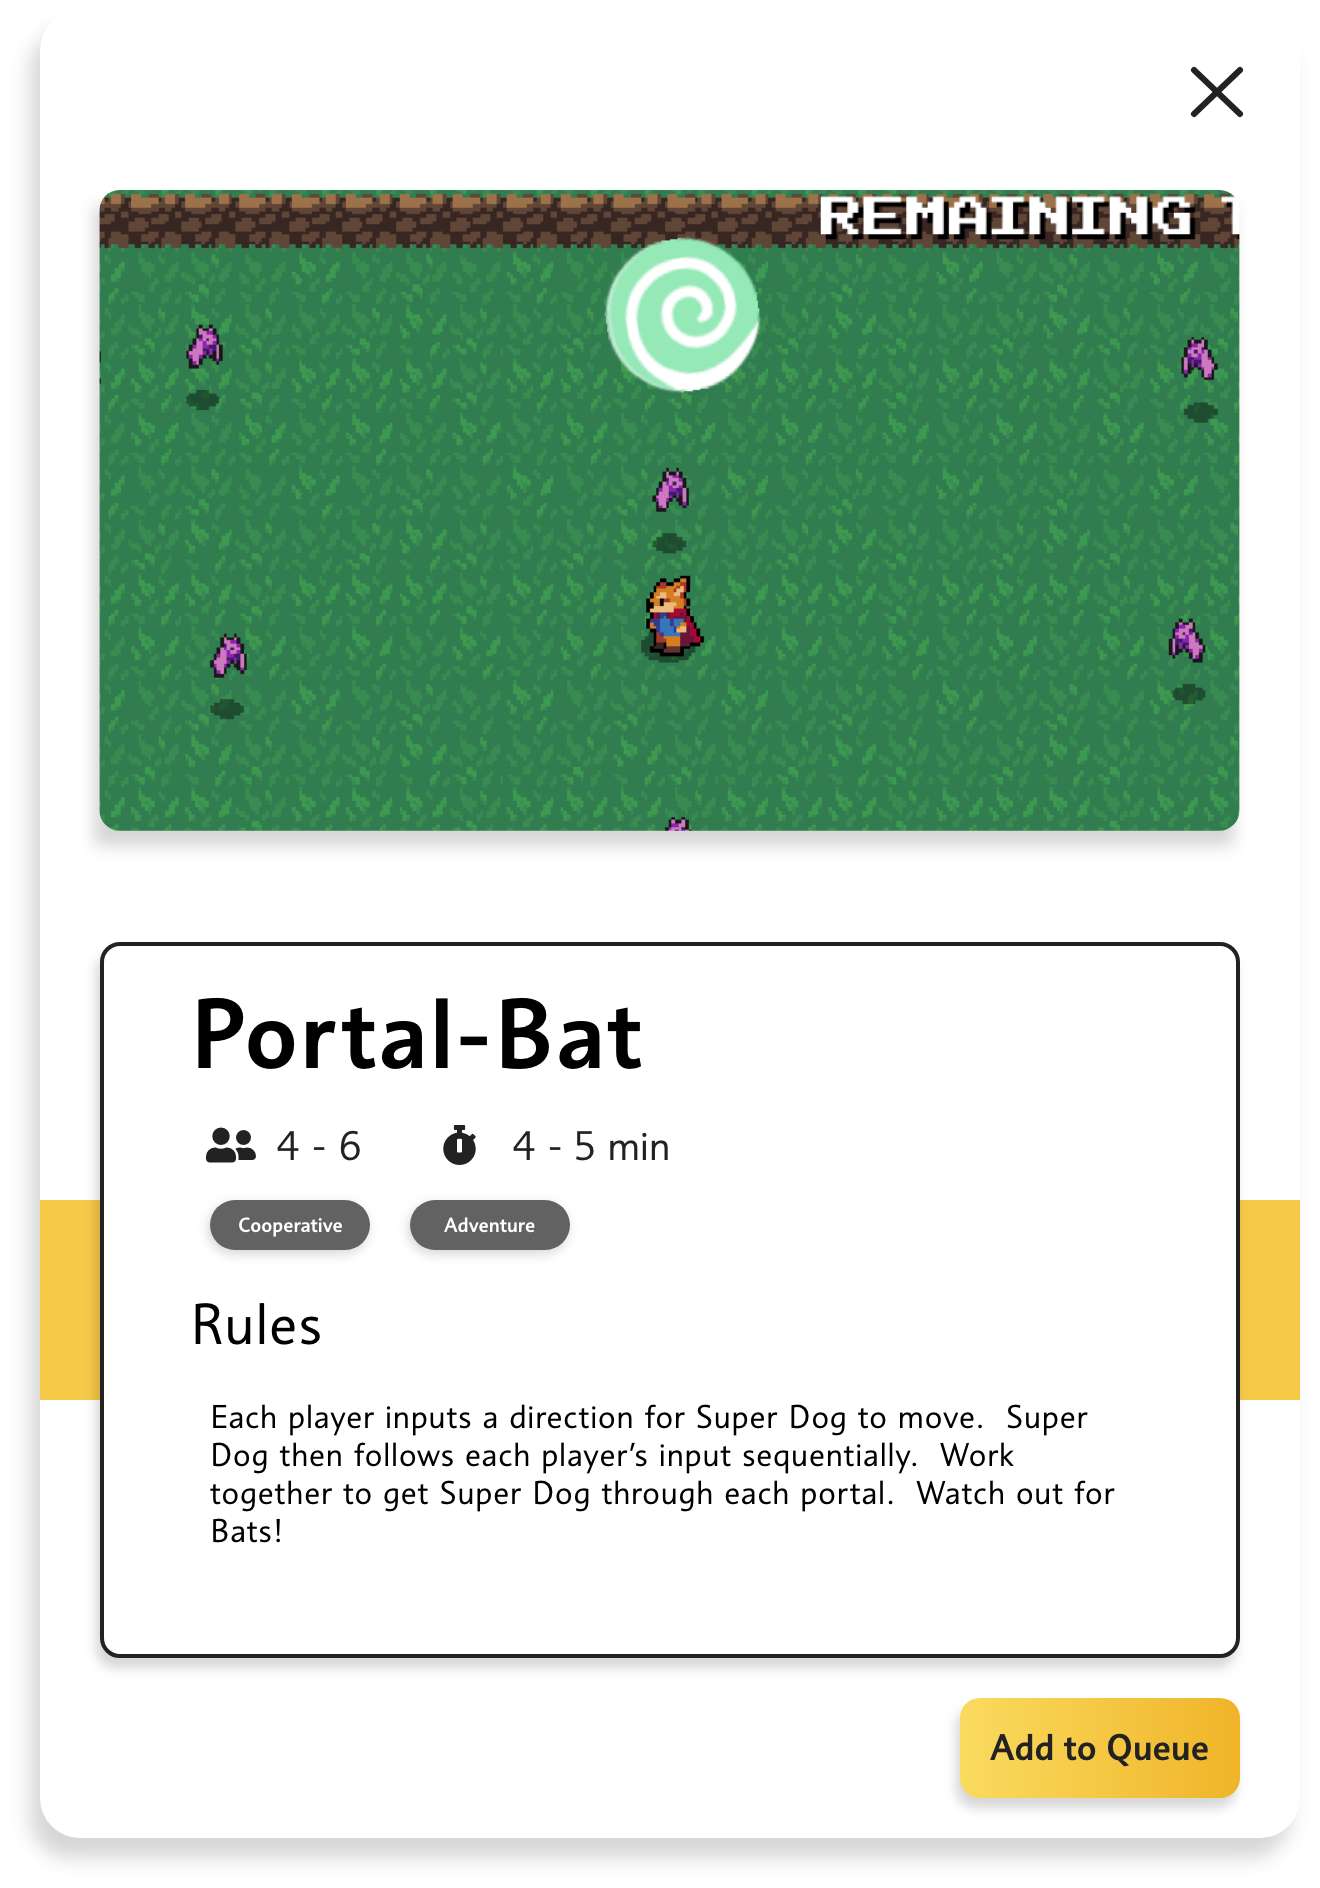 REMAINING T
Portal-Bat
4 - 6 4 - 5 min
Cooperative Adventure
Rules
Each player inputs a direction for Super Dog to move.  Super
Dog then follows each player’s input sequentially.  Work
together to get Super Dog through each portal.  Watch out for
Bats!
Add to Queue